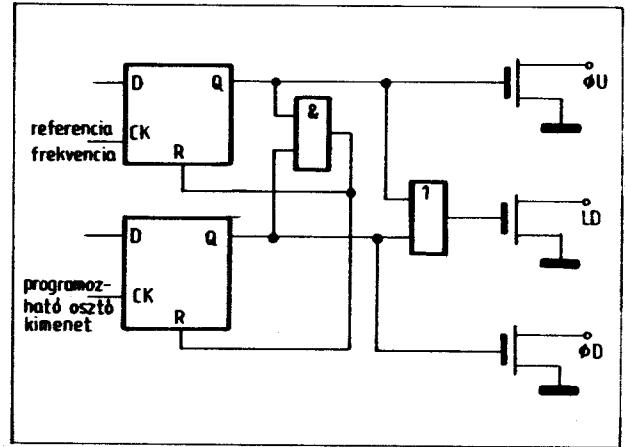 D
Q
CK
R
referencia
frekvencia
&
1
D
Q
CK
R
programoz-
ható osztó
kimenet
ϕU
LD
ϕD